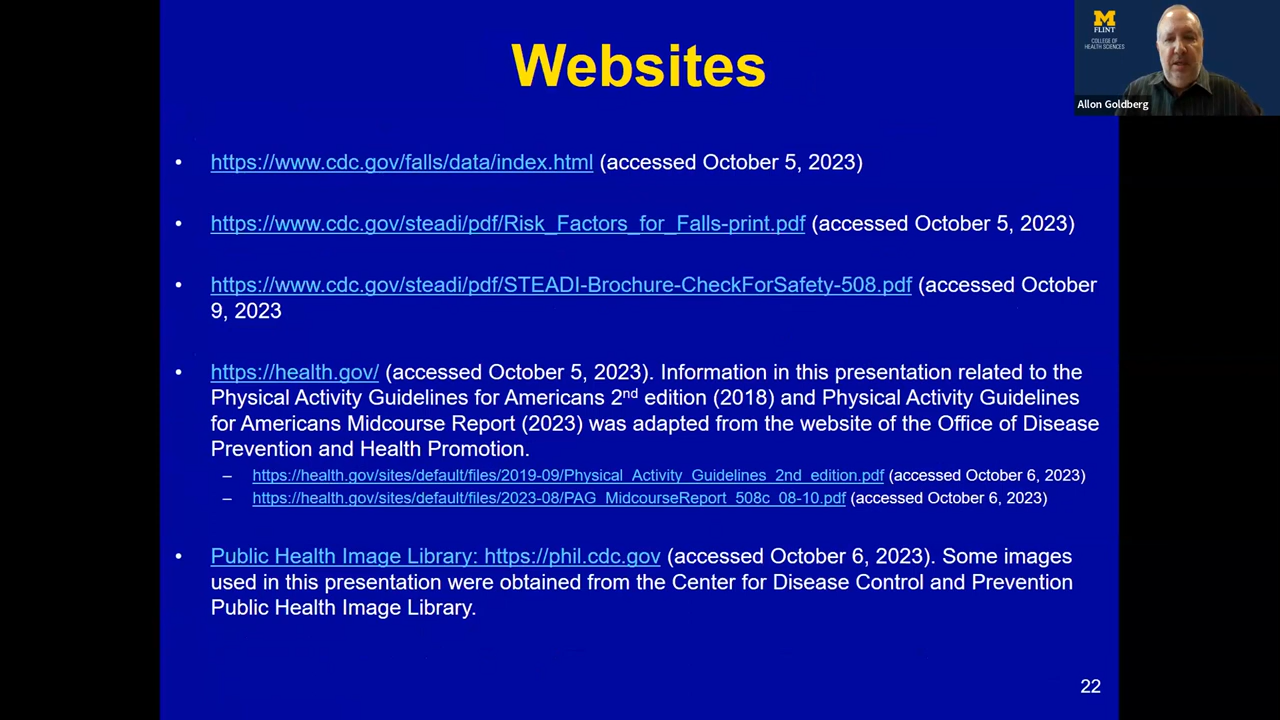 Websites
M
FLINT
COLLEGE OF
HEALTH SCIENCES
Allon Goldberg
• https://www.cdc.gov/falls/data/index.html (accessed October 5, 2023)
• https://www.cdc.gov/steadi/pdf/Risk_Factors_for_Falls-print.pdf (accessed October 5, 2023)
• https://www.cdc.gov/steadi/pdf/STEADI-Brochure-CheckForSafety-508.pdf (accessed October
9, 2023
• https://health.gov/ (accessed October 5, 2023). Information in this presentation related to the
Physical Activity Guidelines for Americans 2nd edition (2018) and Physical Activity Guidelines
for Americans Midcourse Report (2023) was adapted from the website of the Office of Disease
Prevention and Health Promotion.
– https://health.gov/sites/default/files/2019-09/Physical_Activity_Guidelines_2nd_edition.pdf (accessed October 6, 2023)
– https://health.gov/sites/default/files/2023-08/PAG_MidcourseReport_508c_08-10.pdf (accessed October 6, 2023)
• Public Health Image Library: https://phil.cdc.gov (accessed October 6, 2023). Some images
used in this presentation were obtained from the Center for Disease Control and Prevention
Public Health Image Library.
22